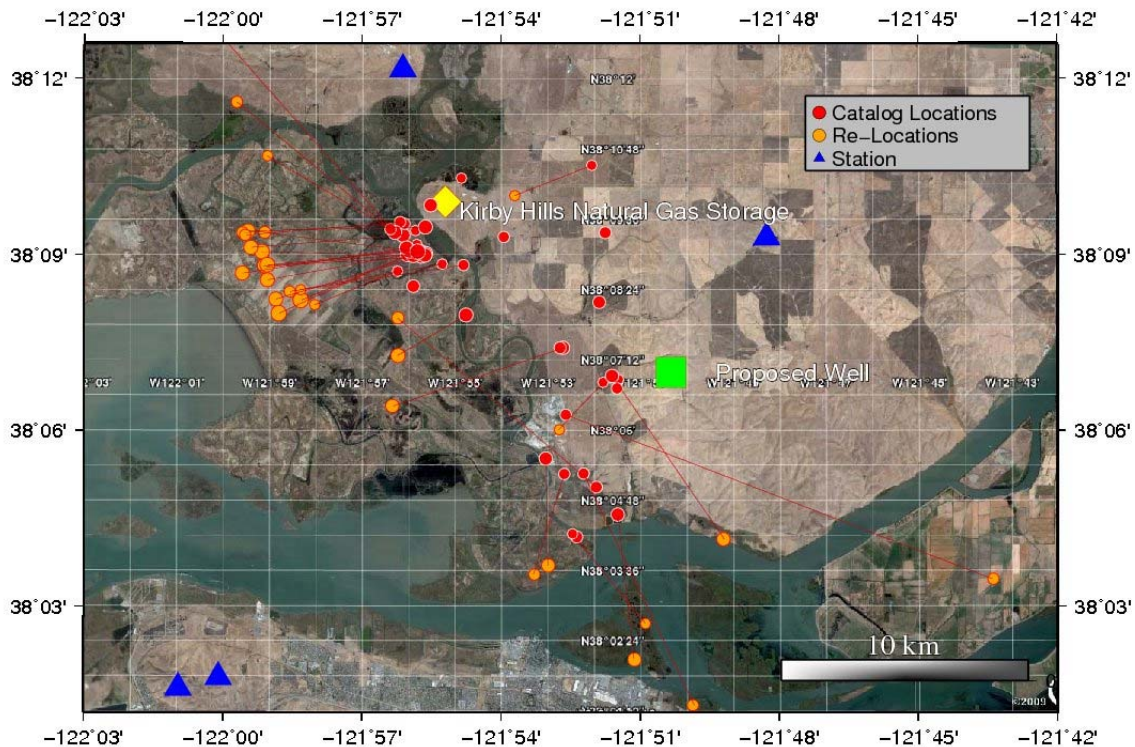 -122˚03' -122˚00' -121˚57' -121˚54' -121˚51' -121˚48' -121˚45' -121˚42'
38˚12' N38°12' 38˚12'
Catalog Locations
Re-Locations
Station
N38°10'48"
Kirby Hills Natural Gas Storage
38˚09' 38˚09'
N38°08'24"
N38°07'12"
Proposed Well
W122°01' W121°59' W121°57' W121°55' W121°53' W121°45' W121°43'
38˚06' N38°06' 38˚06'
N38°04'48"
N38°03'36"
38˚03' 38˚03'
N38°02'24"
10 km
©2009
-122˚03' -122˚00' -121˚57' -121˚54' -121˚51' -121˚48' -121˚45' -121˚42'